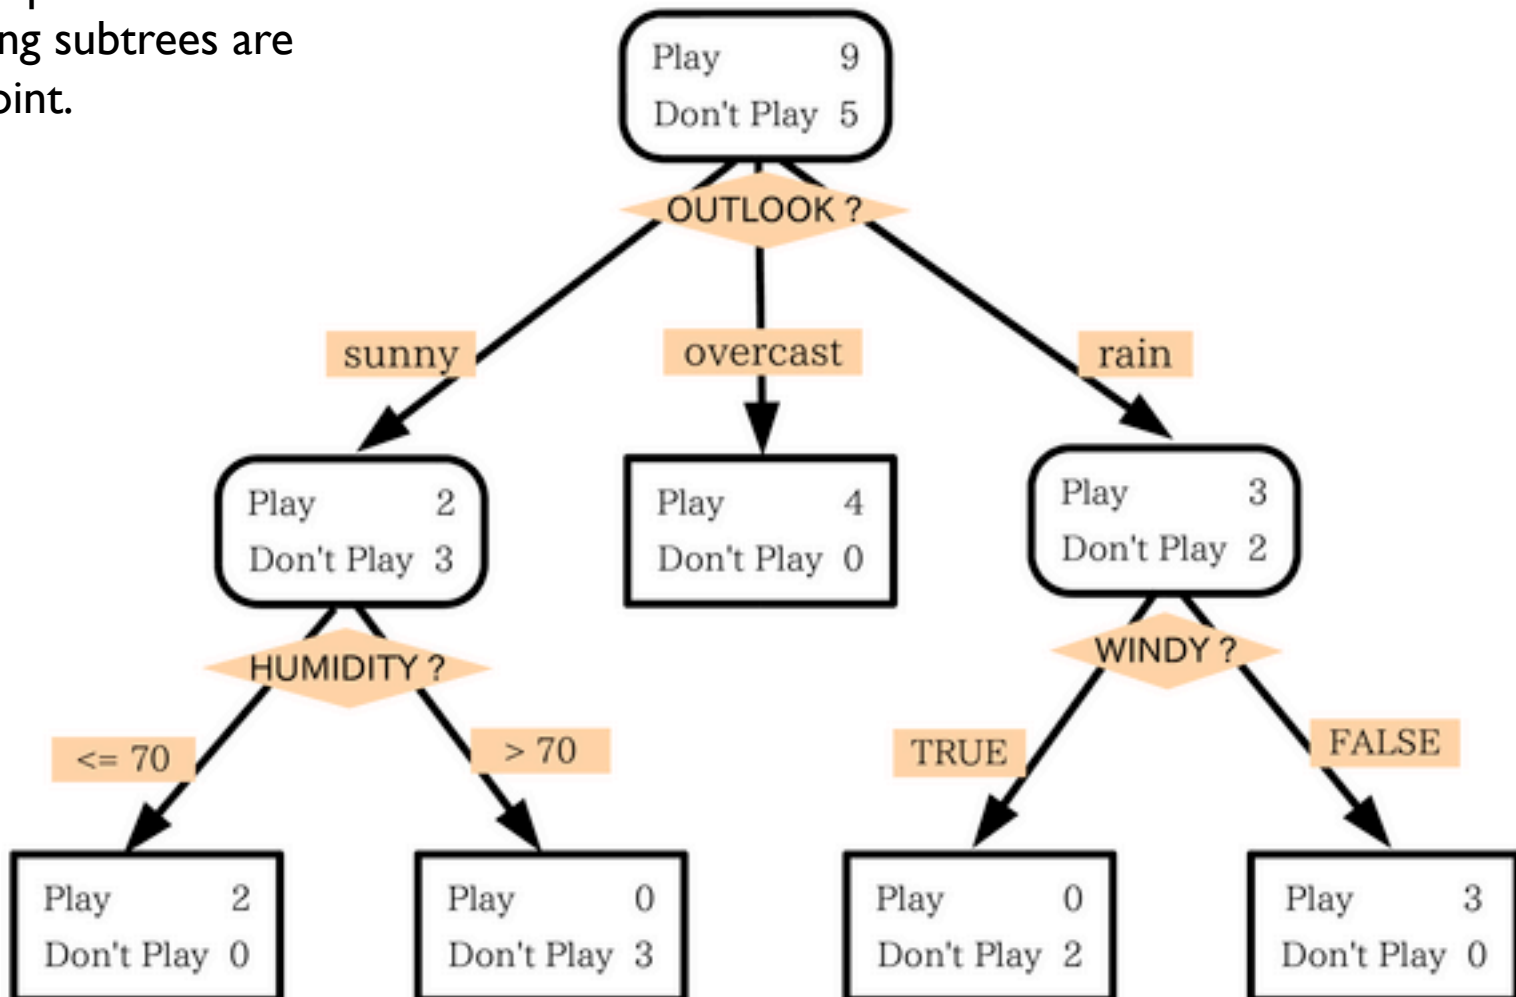 ng subtrees are
oint.
Play 9
Don't Play 5
OUTLOOK ?
sunny
overcast
rain
Play 2
Don't Play 3
Play 4
Don't Play 0
Play 3
Don't Play 2
HUMIDITY ?
WINDY ?
<= 70
> 70
TRUE
FALSE
Play 2
Don't Play 0
Play 0
Don't Play 3
Play 0
Don't Play 2
Play 3
Don't Play 0